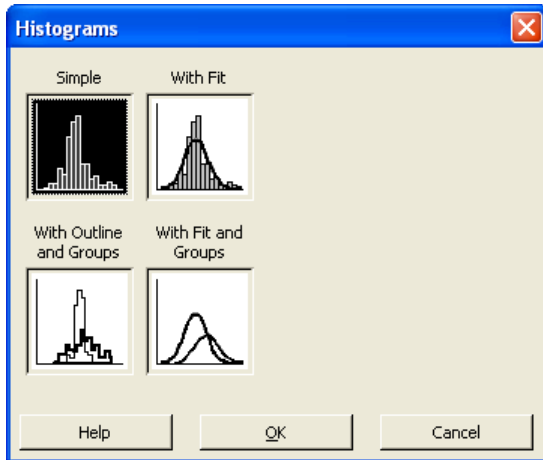 Histograms
Simple
With Fit
With Outline
and Groups
With Fit and
Groups
Help
OK
Cancel